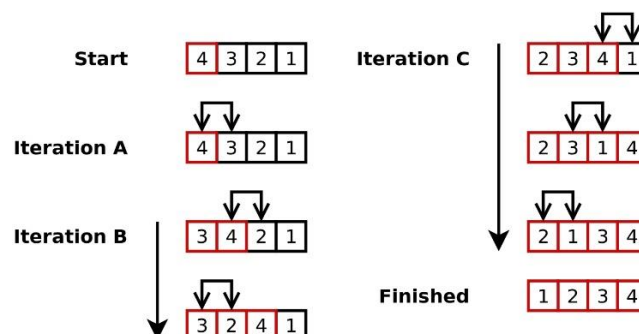 Start
4 3 2 1
Iteration A
4 3 2 1
Iteration B
3 4 2 1
3 2 4 1
Iteration C
2 3 4 1
2 3 1 4
2 1 3 4
Finished
1 2 3 4